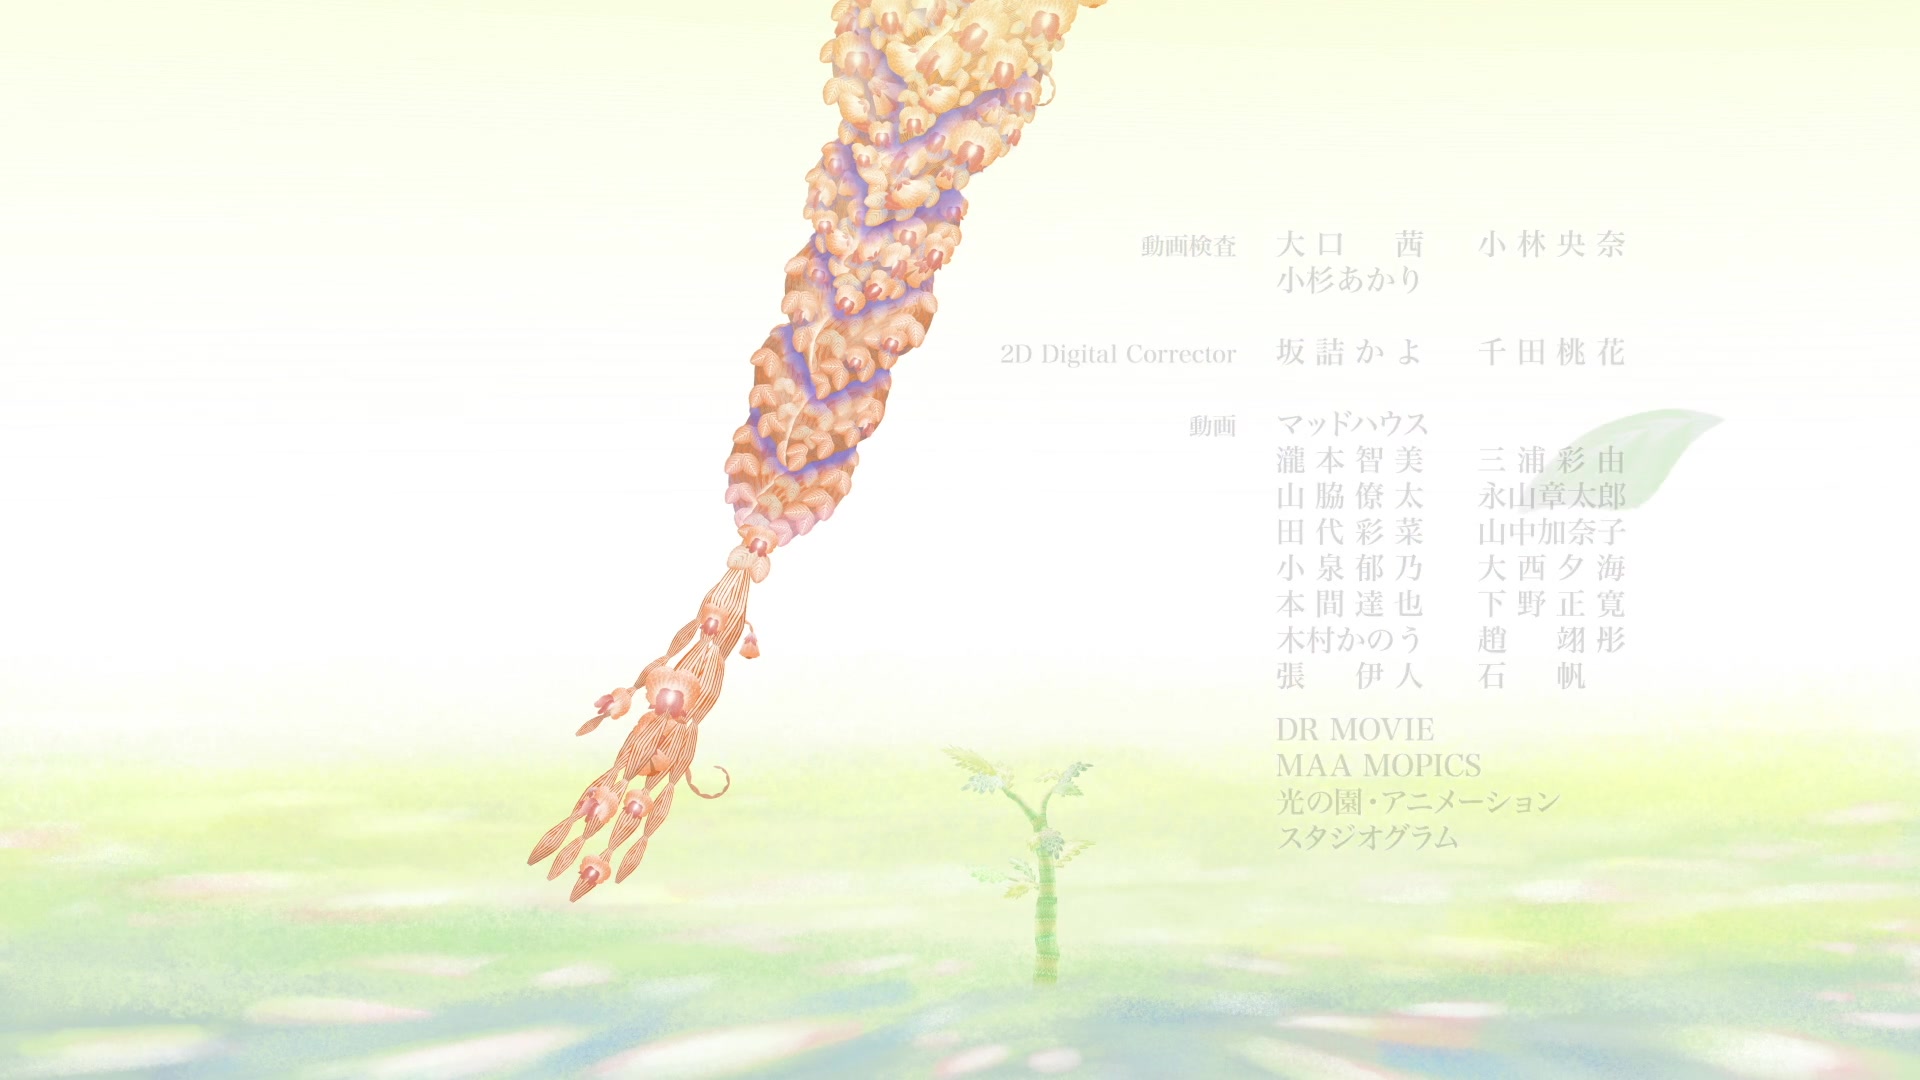 動画検査 大口 茜 小林央奈
小杉あかり
2D Digital Corrector 坂詰かよ 千田桃花
動画 マッドハウス
瀧本智美 三浦彩由
山脇僚太 永山章太郎
田代彩菜 山中加奈子
小泉郁乃 大西夕海
本間達也 下野正寛
木村かのう 趙 翊彤
張 伊人 石 帆
DR MOVIE
MAA MOPICS
光の園・アニメーション
スタジオグラム